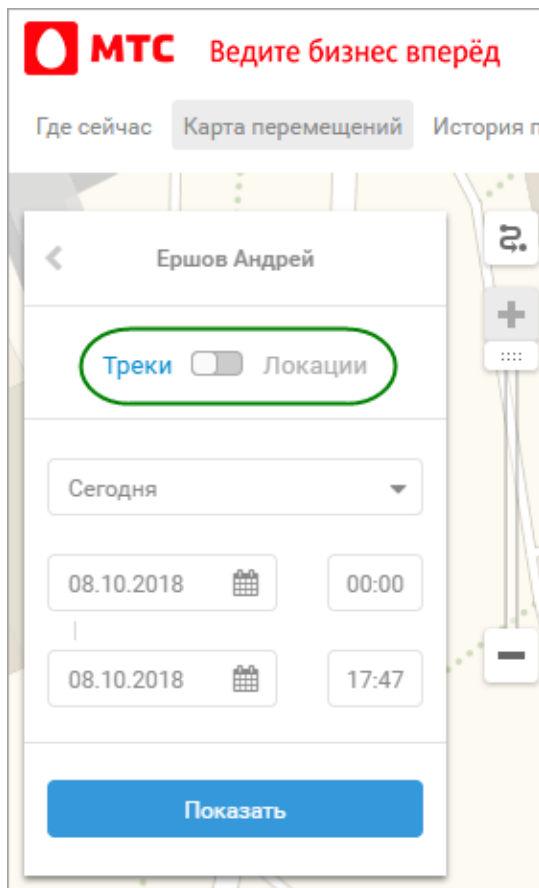 МТС Ведите бизнес вперёд
Где сейчас Карта перемещений История п
Ершов Андрей
Треки Локации
Сегодня
08.10.2018 00:00
08.10.2018 17:47
Показать